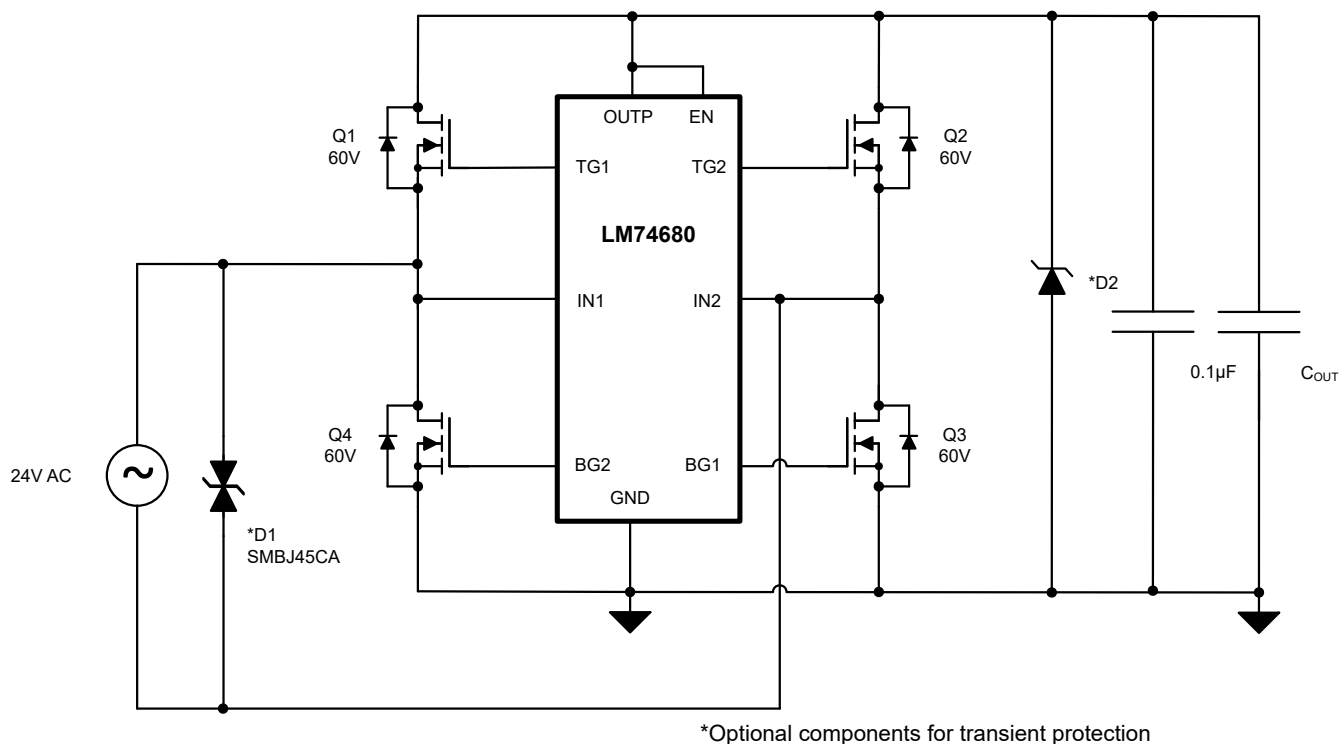 OUTP EN
Q1
60V
Q2
60V
TG1 TG2
LM74680
IN1 IN2
*D2
0.1µF
COUT
Q4
60V
Q3
60V
BG2 BG1
GND
24V AC
*D1
SMBJ45CA
*Optional components for transient protection